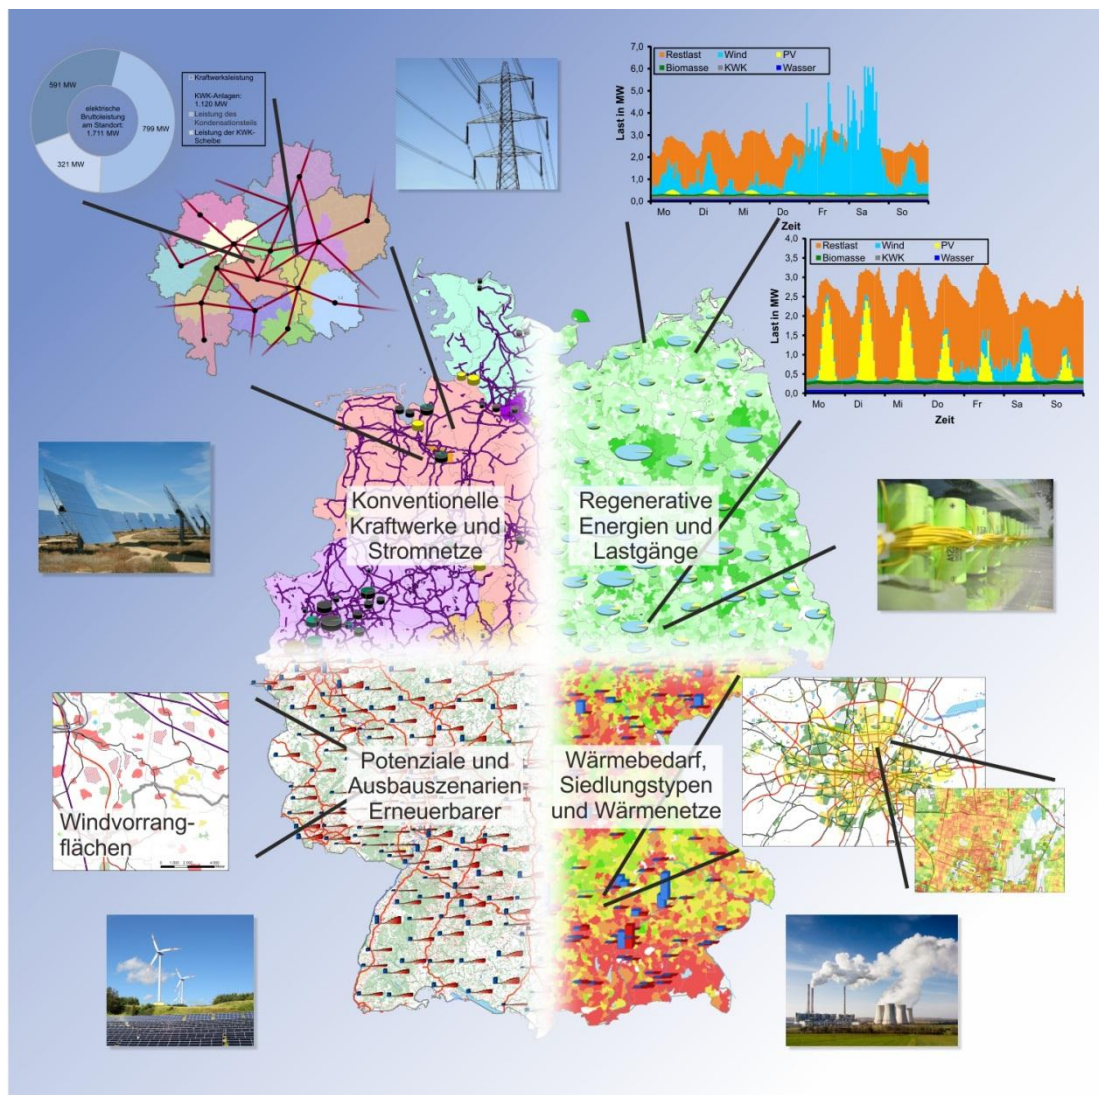 591 MW
elektrische
Bruttoleistung
am Standort:
1.711 MW
799 MW
321 MW
Kraftwerksleistung
KWK-Anlagen:
1.120 MW
Leistung des
Kondensationsteils
Leistung der KWK-
Scheibe
Last in MW
7,0
6,0
5,0
4,0
3,0
2,0
1,0
0,0
Restlast Wind PV
Biomasse KWK Wasser
Mo Di Mi Do Fr Sa So
Zeit
Last in MW
4,0
3,5
3,0
2,5
2,0
1,5
1,0
0,5
0,0
Restlast Wind PV
Biomasse KWK Wasser
Mo Di Mi Do Fr Sa So
Zeit
Konventionelle
Kraftwerke und
Stromnetze
Regenerative
Energien und
Lastgänge
Potenziale und
Ausbauszenarien
Erneuerbarer
Wärmebedarf,
Siedlungstypen
und Wärmenetze
Windvorrang-
flächen